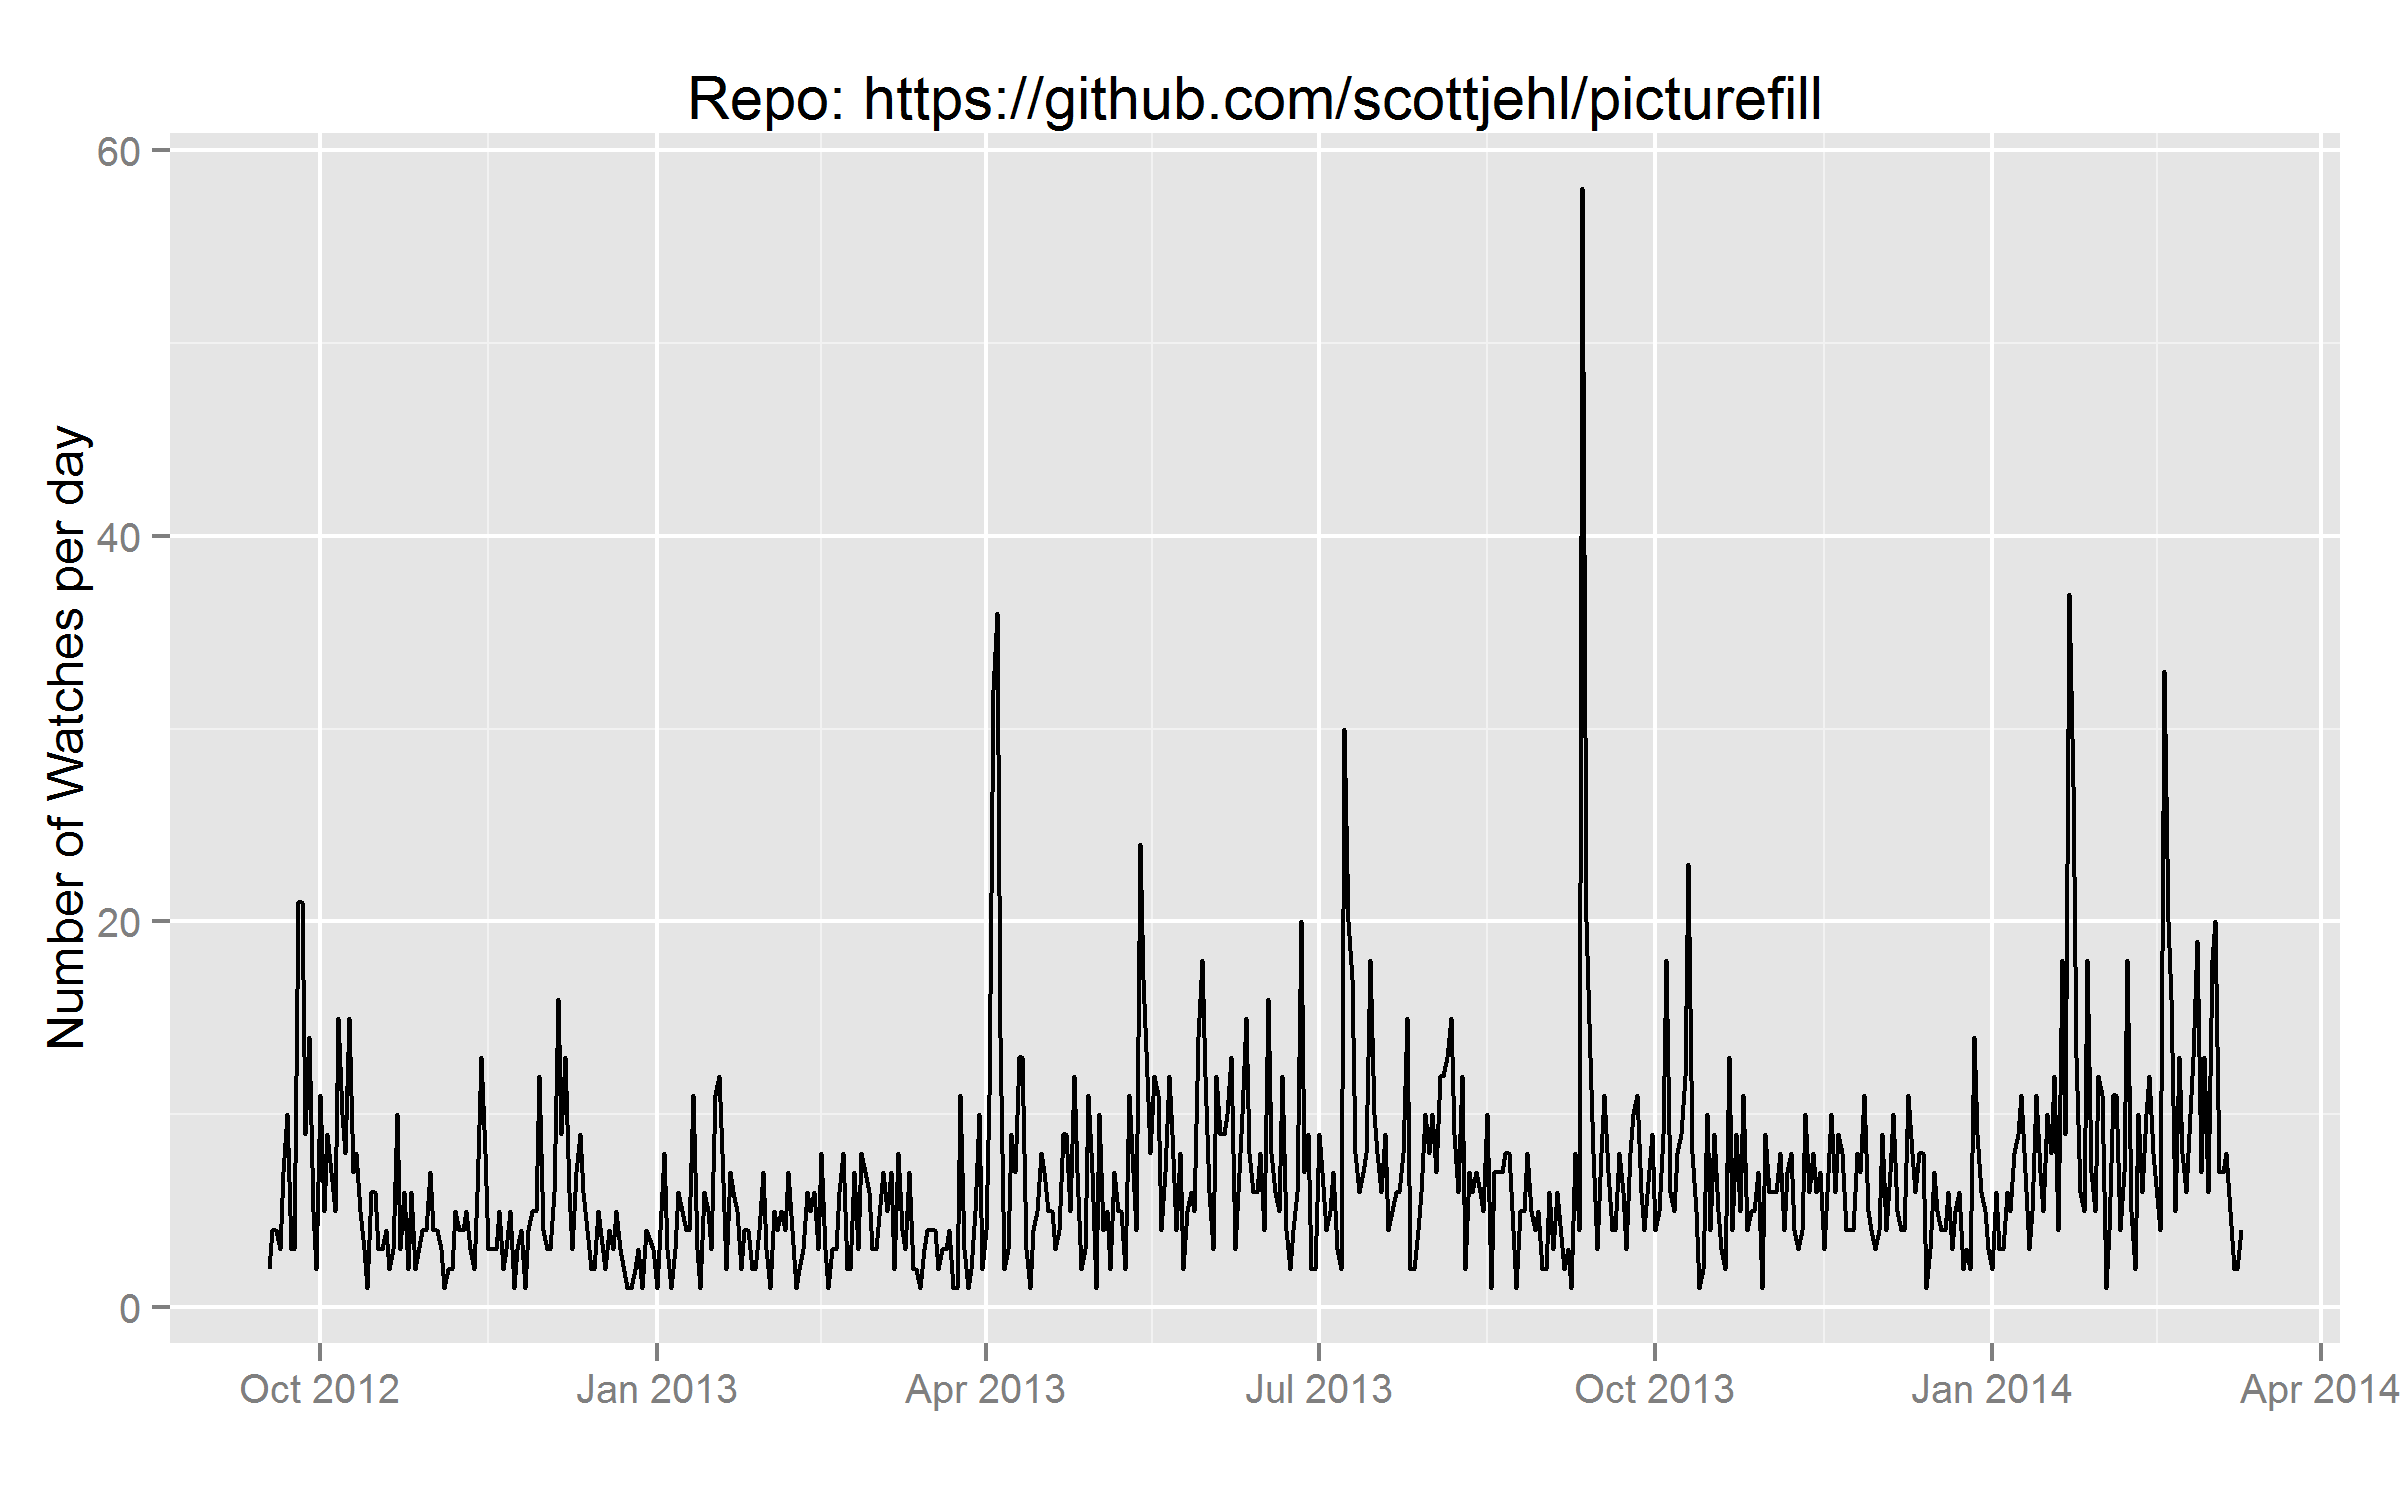 Repo: https://github.com/scottjehl/picturefill
Number of Watches per day
60
40
20
0
Oct 2012 Jan 2013 Apr 2013 Jul 2013 Oct 2013 Jan 2014 Apr 2014